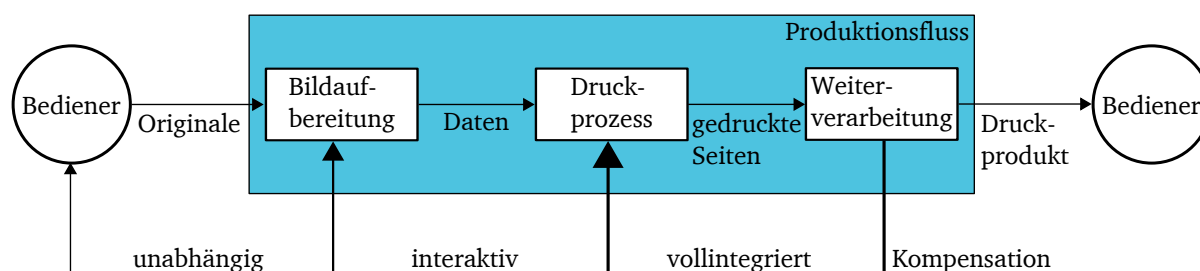 Produktionsfluss
Bediener
Originale
Bildauf-
bereitung
Daten
Druck-
prozess
gedruckte
Seiten
Weiter-
verarbeitung
Druck-
produkt
Bediener
unabhängig
interaktiv
vollintegriert
Kompensation